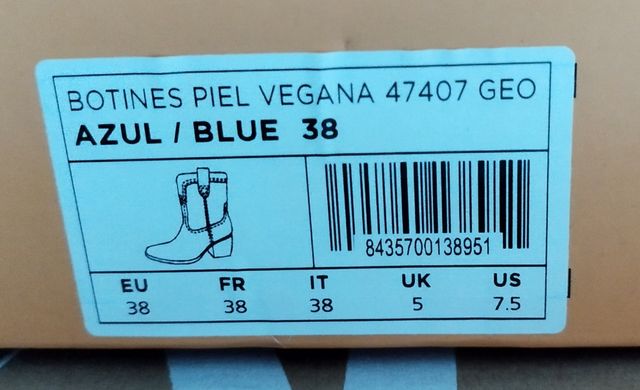 BOTINES PIEL VEGANA 47407 GEO
AZUL / BLUE 38
8435700138951
EU FR IT UK US
38 38 38 5 7.5